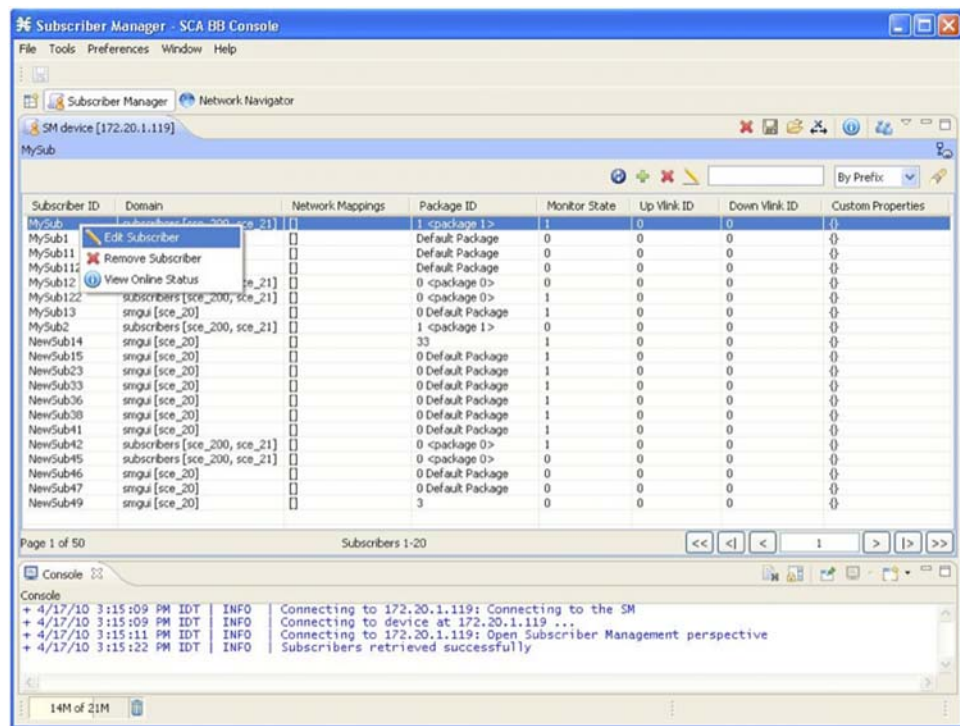 Subscriber Manager - SCA BB Console
File Tools Preferences Window Help
Subscriber Manager Network Navigator
SM device [172.20.1.119]
MySub
By Prefix
Subscriber ID Domain Network Mappings Package ID Monitor State Up Vlink ID Down Vlink ID Custom Properties
MySub subscribers [sce_200, sce_21] [] 1 <package 1> 1 0 0 {}
MySub1 [] Default Package 0 0 0 {}
MySub11 [] Default Package 0 0 0 {}
MySub112 [] Default Package 0 0 0 {}
MySub12 sce_21] [] 0 <package 0> 0 0 0 {}
Edit Subscriber
Remove Subscriber
View Online Status
MySub122 subscribers [sce_200, sce_21] [] 0 <package 0> 1 0 0 {}
MySub13 smgui [sce_20] [] 0 Default Package 1 0 0 {}
MySub2 subscribers [sce_200, sce_21] [] 1 <package 1> 0 0 0 {}
NewSub14 smgui [sce_20] [] 33 1 0 0 {}
NewSub15 smgui [sce_20] [] 0 Default Package 1 0 0 {}
NewSub23 smgui [sce_20] [] 0 Default Package 1 0 0 {}
NewSub33 smgui [sce_20] [] 0 Default Package 1 0 0 {}
NewSub36 smgui [sce_20] [] 0 Default Package 1 0 0 {}
NewSub38 smgui [sce_20] [] 0 Default Package 1 0 0 {}
NewSub41 smgui [sce_20] [] 0 Default Package 1 0 0 {}
NewSub42 subscribers [sce_200, sce_21] [] 0 <package 0> 1 0 0 {}
NewSub45 subscribers [sce_200, sce_21] [] 0 <package 0> 1 0 0 {}
NewSub46 smgui [sce_20] [] 0 Default Package 0 0 0 {}
NewSub47 smgui [sce_20] [] 0 Default Package 0 0 0 {}
NewSub49 smgui [sce_20] [] 3 0 0 0 {}
Page 1 of 50 Subscribers 1-20 << <| < 1 > |> >>
Console
Console
+ 4/17/10 3:15:09 PM IDT | INFO | Connecting to 172.20.1.119: Connecting to the SM
+ 4/17/10 3:15:09 PM IDT | INFO | Connecting to device at 172.20.1.119 ...
+ 4/17/10 3:15:11 PM IDT | INFO | Connecting to 172.20.1.119: Open Subscriber Management perspective
+ 4/17/10 3:15:22 PM IDT | INFO | Subscribers retrieved successfully
14M of 21M